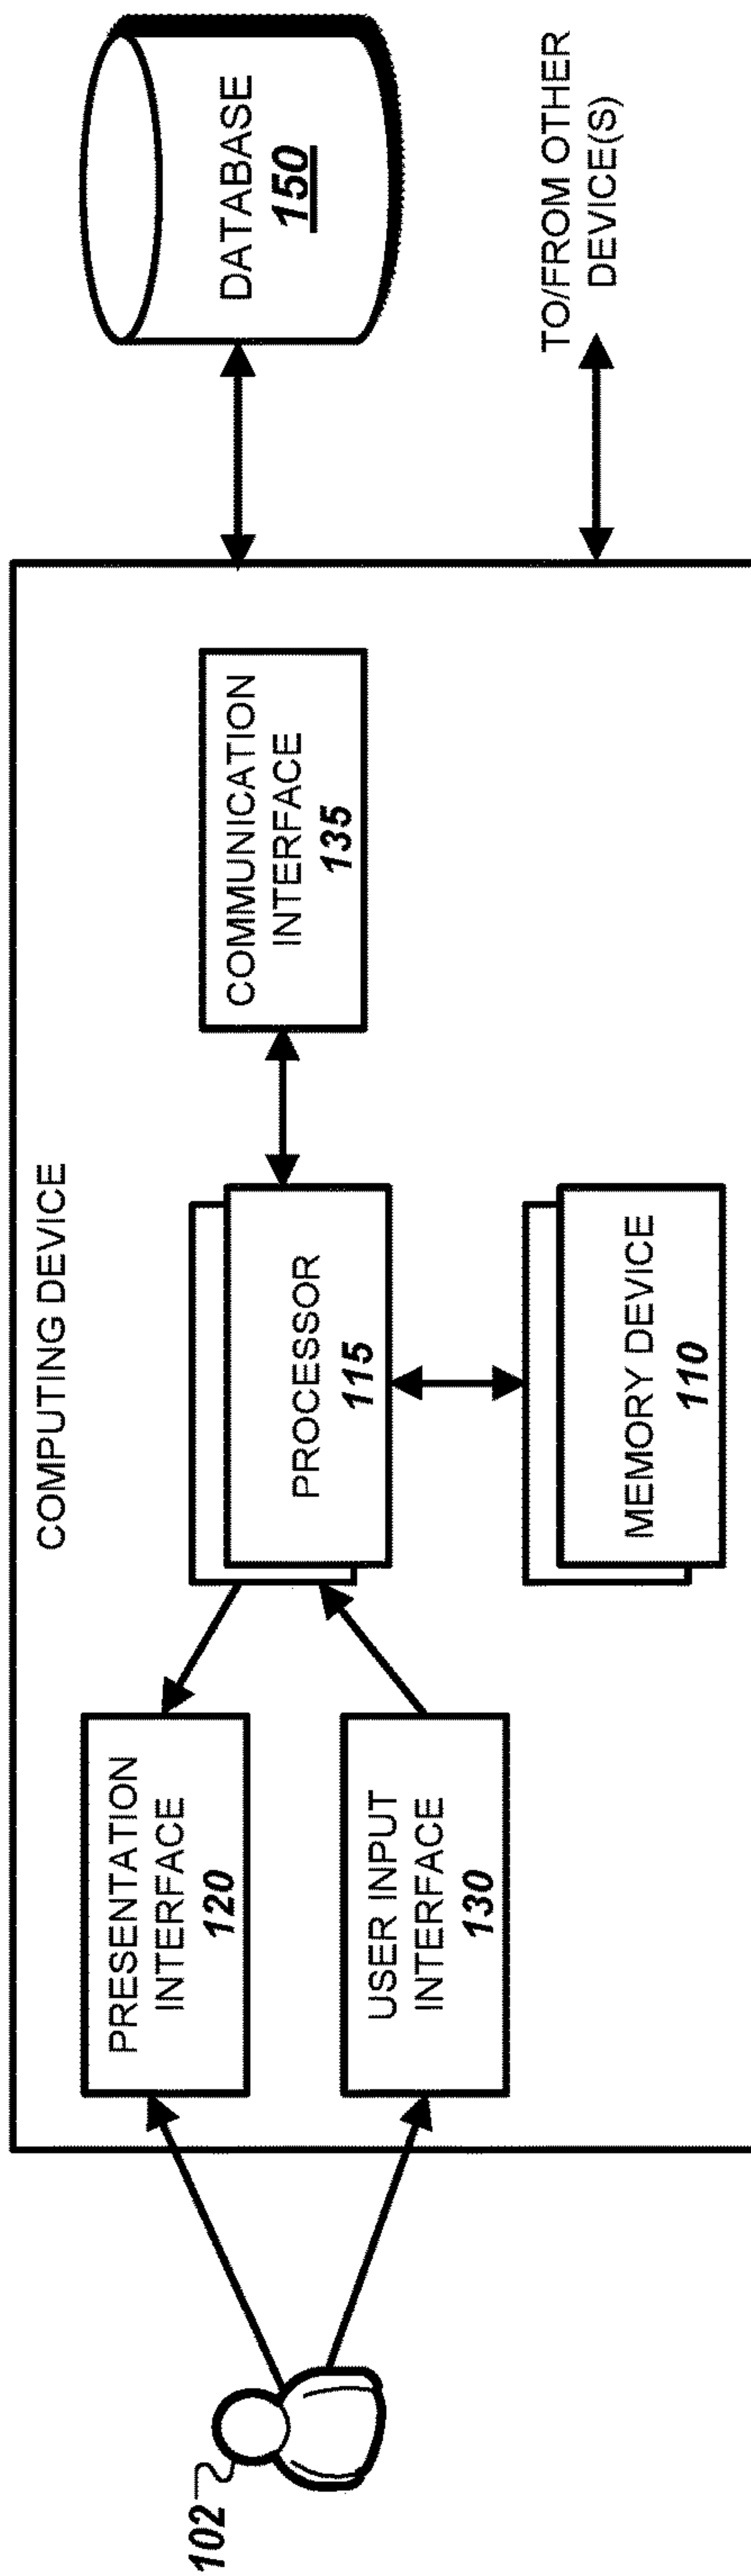 COMPUTING DEVICE
PRESENTATION
INTERFACE
120
USER INPUT
INTERFACE
130
PROCESSOR
115
MEMORY DEVICE
110
COMMUNICATION
INTERFACE
135
DATABASE
150
TO/FROM OTHER
DEVICE(S)
102